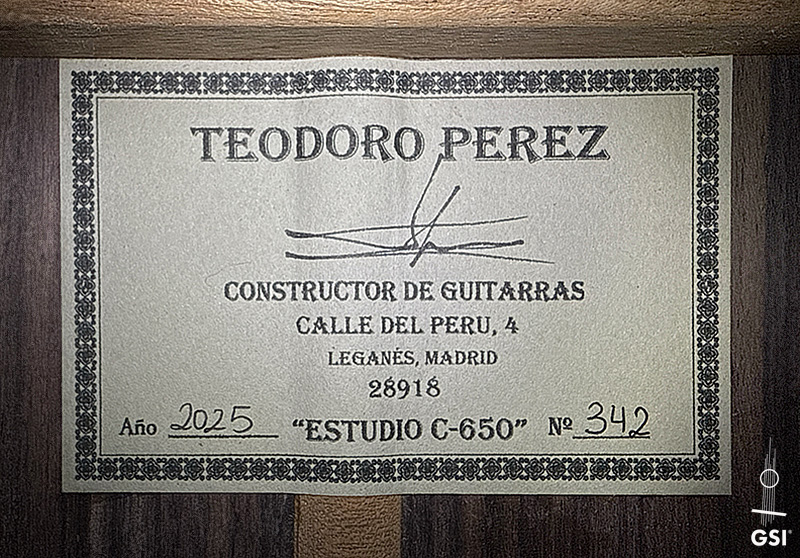 TEODORO PEREZ
CONSTRUCTOR DE GUITARRAS
CALLE DEL PERU, 4
LEGANÉS, MADRID
28918
Año 2025 "ESTUDIO C-650" Nº 342
GSI®